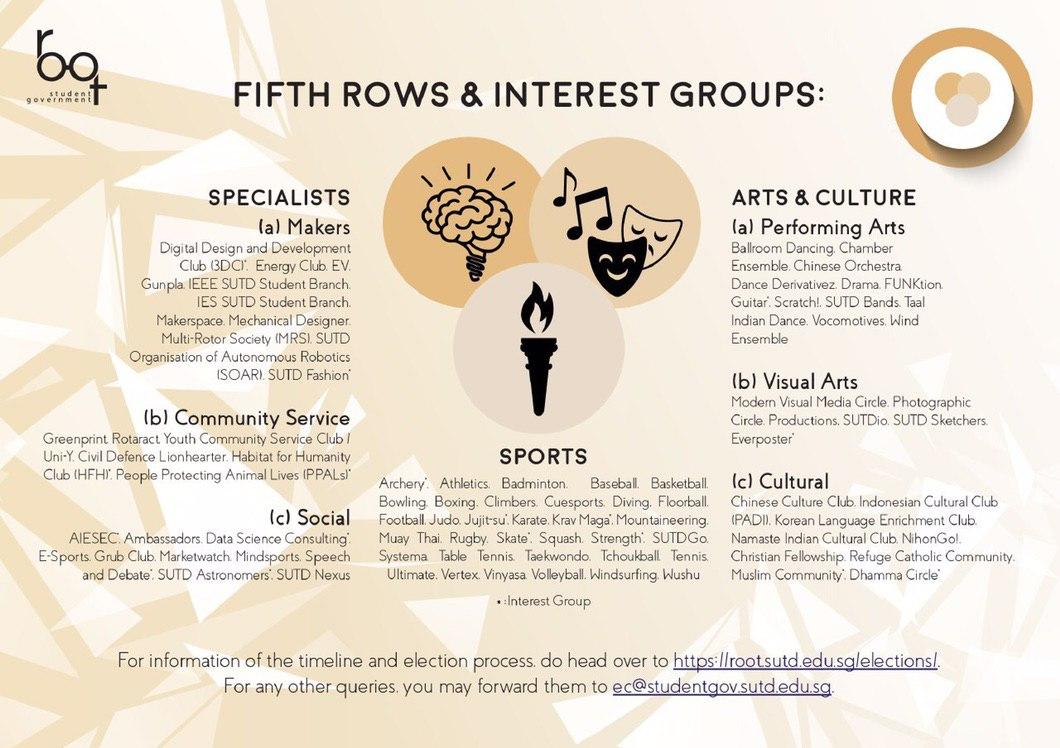 root
student
government
FIFTH ROWS & INTEREST GROUPS:
SPECIALISTS
(a) Makers
Digital Design and Development
Club (3DC)*, Energy Club, EV,
Gunpla, IEEE SUTD Student Branch,
IES SUTD Student Branch,
Makerspace, Mechanical Designer,
Multi-Rotor Society (MRS), SUTD
Organisation of Autonomous Robotics
(SOAR), SUTD Fashion*
(b) Community Service
Greenprint, Rotaract, Youth Community Service Club /
Uni-Y, Civil Defence Lionhearter, Habitat for Humanity
Club (HFH)*, People Protecting Animal Lives (PPALs)*
(c) Social
AIESEC*, Ambassadors, Data Science Consulting*,
E-Sports, Grub Club, Marketwatch, Mindsports, Speech
and Debate*, SUTD Astronomers*, SUTD Nexus
SPORTS
Archery*, Athletics, Badminton, Baseball, Basketball,
Bowling, Boxing, Climbers, Cuesports, Diving, Floorball,
Football, Judo, Jujit-su*, Karate, Krav Maga*, Mountaineering,
Muay Thai, Rugby, Skate*, Squash, Strength*, SUTDGo,
Systema, Table Tennis, Taekwondo, Tchoukball, Tennis,
Ultimate, Vertex, Vinyasa, Volleyball, Windsurfing, Wushu
* :Interest Group
ARTS & CULTURE
(a) Performing Arts
Ballroom Dancing, Chamber
Ensemble, Chinese Orchestra,
Dance Derivativez, Drama, FUNKtion,
Guitar*, Scratch!, SUTD Bands, Taal
Indian Dance, Vocomotives, Wind
Ensemble
(b) Visual Arts
Modern Visual Media Circle, Photographic
Circle, Productions, SUTDio, SUTD Sketchers,
Everposter*
(c) Cultural
Chinese Culture Club, Indonesian Cultural Club
(PADI), Korean Language Enrichment Club,
Namaste Indian Cultural Club, NihonGo!,
Christian Fellowship, Refuge Catholic Community,
Muslim Community*, Dhamma Circle*
For information of the timeline and election process, do head over to https://root.sutd.edu.sg/elections/.
For any other queries, you may forward them to ec@studentgov.sutd.edu.sg.